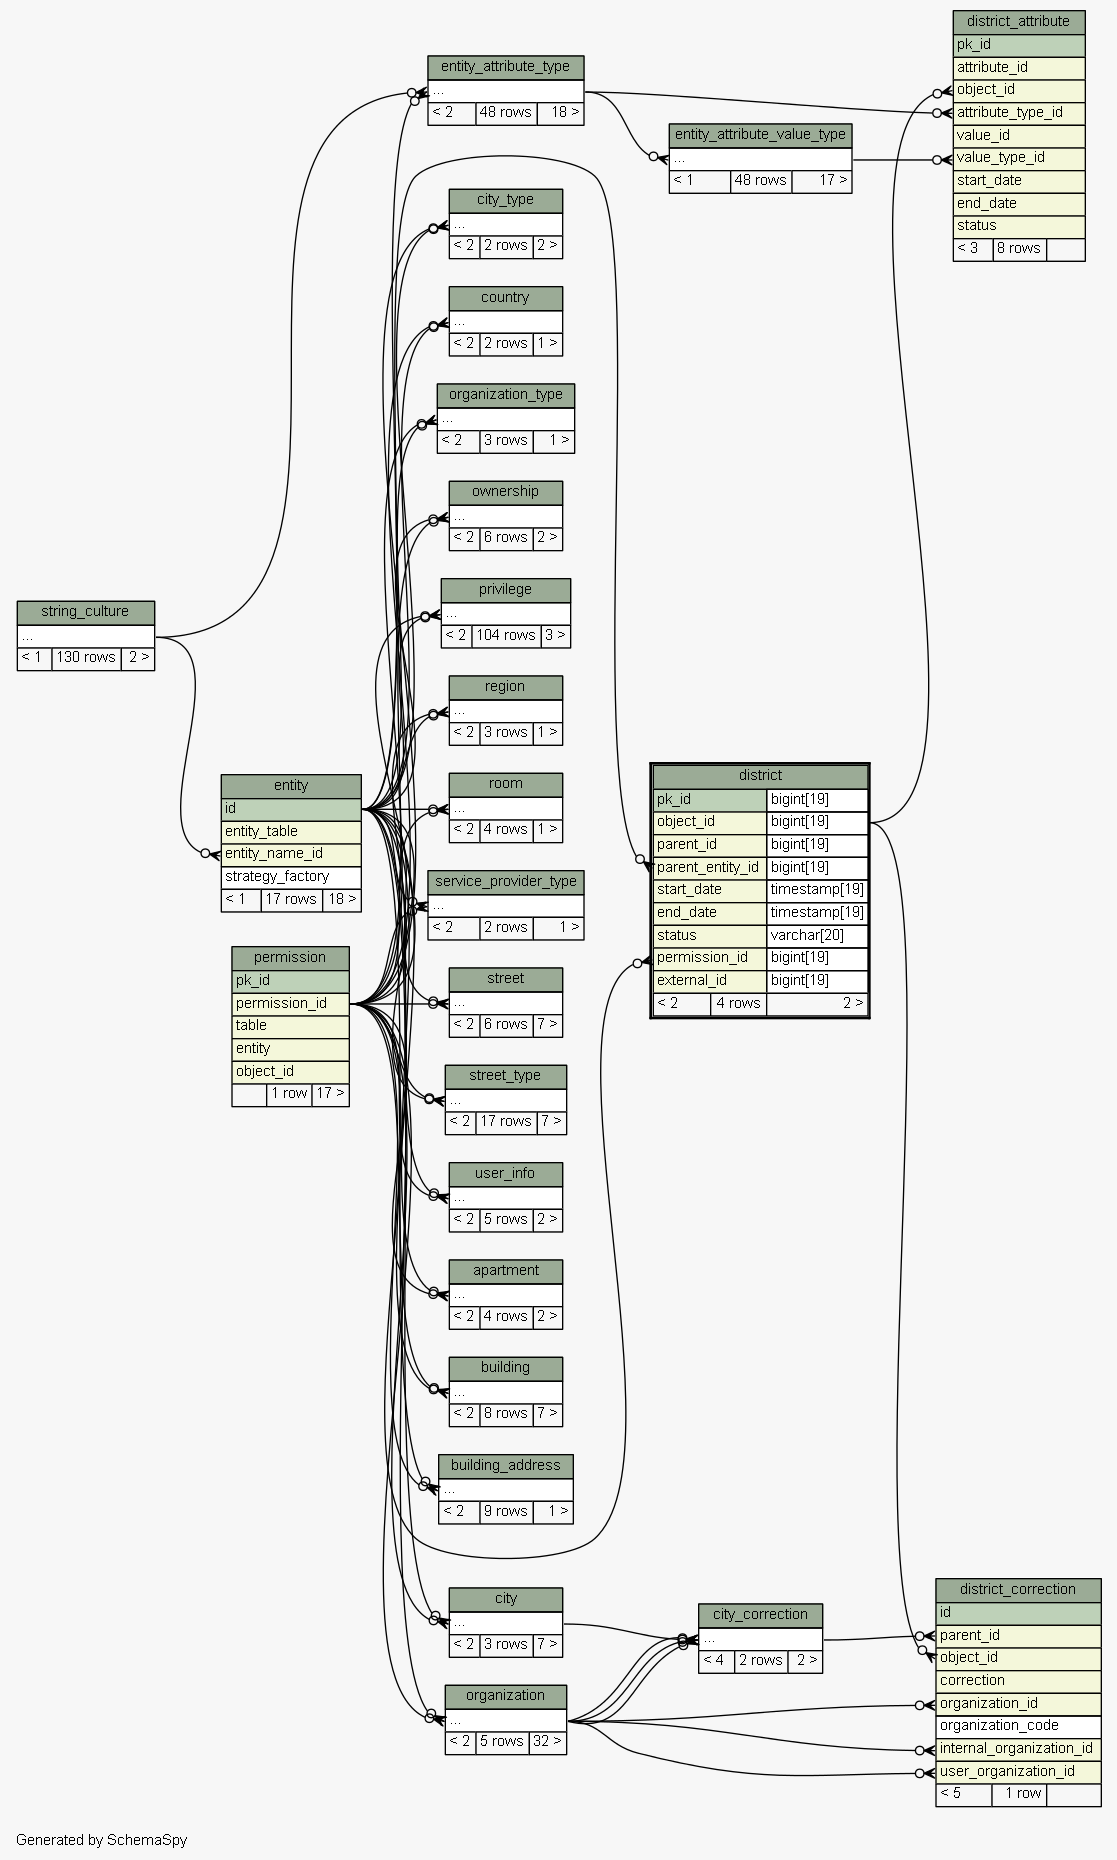 district_attribute
pk_id
attribute_id
object_id
attribute_type_id
value_id
value_type_id
start_date
end_date
status
< 3 8 rows
entity_attribute_type
...
< 2 48 rows 18 >
entity_attribute_value_type
...
< 1 48 rows 17 >
city_type
...
< 2 2 rows 2 >
country
...
< 2 2 rows 1 >
organization_type
...
< 2 3 rows 1 >
ownership
...
< 2 6 rows 2 >
privilege
...
< 2 104 rows 3 >
string_culture
...
< 1 130 rows 2 >
region
...
< 2 3 rows 1 >
room
...
< 2 4 rows 1 >
entity
id
entity_table
entity_name_id
strategy_factory
< 1 17 rows 18 >
service_provider_type
...
< 2 2 rows 1 >
district
pk_id bigint[19]
object_id bigint[19]
parent_id bigint[19]
parent_entity_id bigint[19]
start_date timestamp[19]
end_date timestamp[19]
status varchar[20]
permission_id bigint[19]
external_id bigint[19]
< 2 4 rows 2 >
permission
pk_id
permission_id
table
entity
object_id
1 row 17 >
street
...
< 2 6 rows 7 >
street_type
...
< 2 17 rows 7 >
user_info
...
< 2 5 rows 2 >
apartment
...
< 2 4 rows 2 >
building
...
< 2 8 rows 7 >
building_address
...
< 2 9 rows 1 >
city
...
< 2 3 rows 7 >
city_correction
...
< 4 2 rows 2 >
organization
...
< 2 5 rows 32 >
district_correction
id
parent_id
object_id
correction
organization_id
organization_code
internal_organization_id
user_organization_id
< 5 1 row
Generated by SchemaSpy